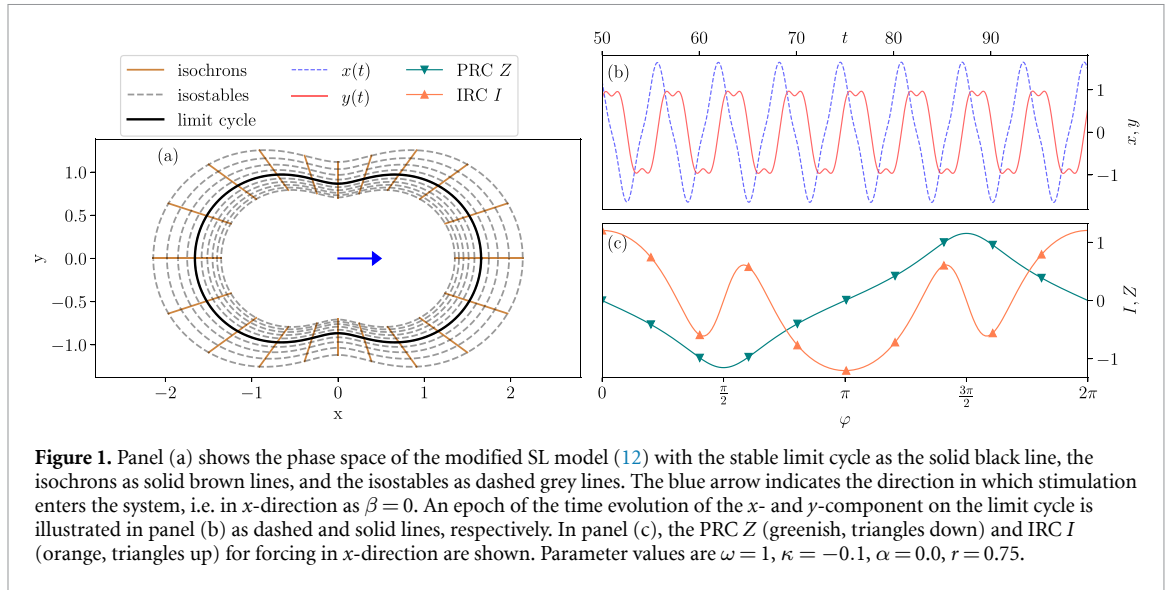 isochrons
isostables
limit cycle
x(t)
y(t)
PRC Z
IRC I
(a)
1.0
0.5
0.0
−0.5
−1.0
y
−2 −1 0 1 2
x
50 60 70 t 80 90
(b)
1
0
−1
x, y
(c)
1
0
−1
I, Z
0 π/2 π 3π/2 2π
φ
Figure 1. Panel (a) shows the phase space of the modified SL model (12) with the stable limit cycle as the solid black line, the
isochrons as solid brown lines, and the isostables as dashed grey lines. The blue arrow indicates the direction in which stimulation
enters the system, i.e. in x-direction as β = 0. An epoch of the time evolution of the x- and y-component on the limit cycle is
illustrated in panel (b) as dashed and solid lines, respectively. In panel (c), the PRC Z (greenish, triangles down) and IRC I
(orange, triangles up) for forcing in x-direction are shown. Parameter values are ω = 1, κ = −0.1, α = 0.0, r = 0.75.